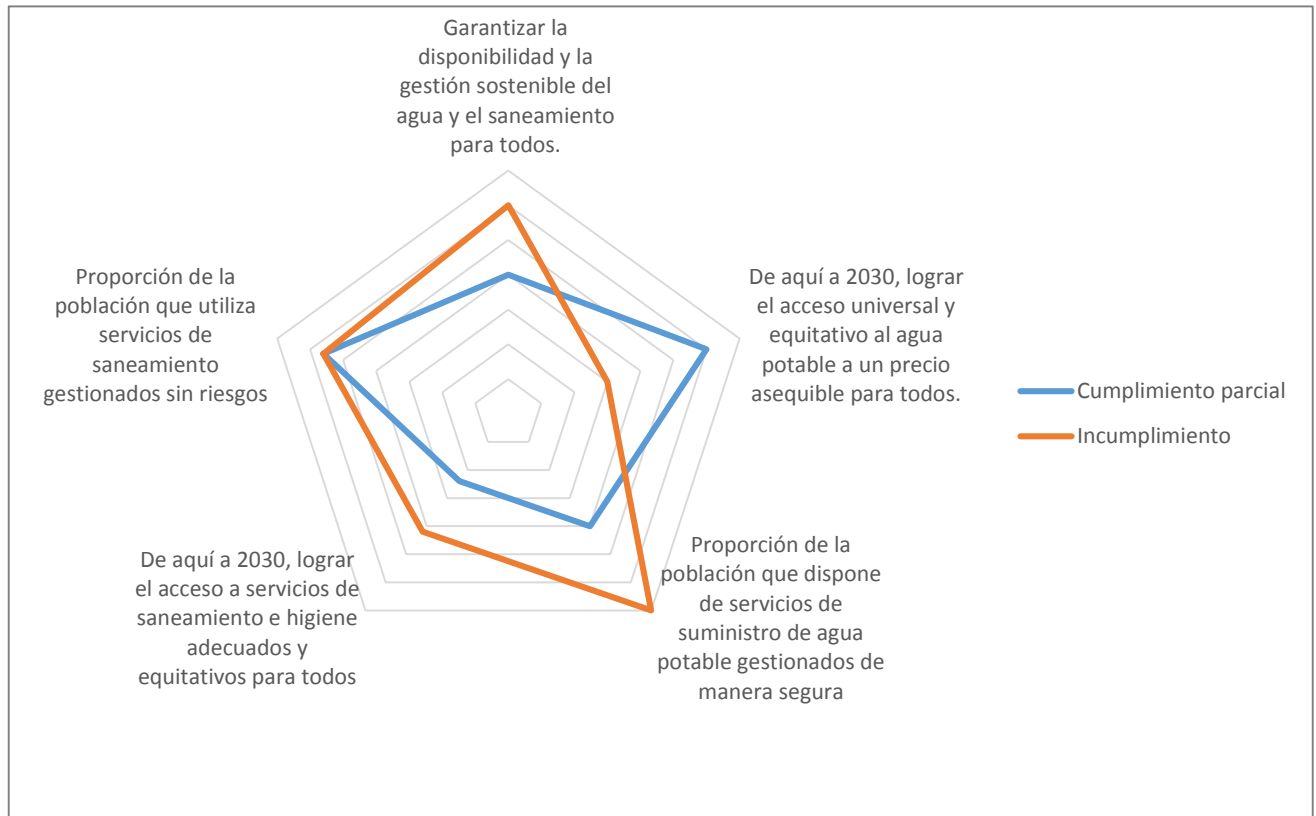 Garantizar la
disponibilidad y la
gestión sostenible del
agua y el saneamiento
para todos.
De aquí a 2030, lograr
el acceso universal y
equitativo al agua
potable a un precio
asequible para todos.
Proporción de la
población que dispone
de servicios de
suministro de agua
potable gestionados de
manera segura
De aquí a 2030, lograr
el acceso a servicios de
saneamiento e higiene
adecuados y
equitativos para todos
Proporción de la
población que utiliza
servicios de
saneamiento
gestionados sin riesgos
Cumplimiento parcial
Incumplimiento